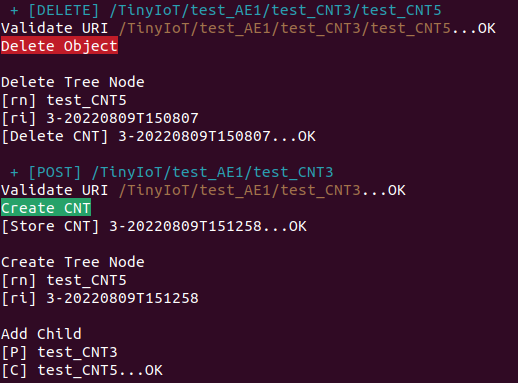 + [DELETE] /TinyIoT/test_AE1/test_CNT3/test_CNT5
Validate URI /TinyIoT/test_AE1/test_CNT3/test_CNT5...OK
Delete Object
Delete Tree Node
[rn] test_CNT5
[ri] 3-20220809T150807
[Delete CNT] 3-20220809T150807...OK
+ [POST] /TinyIoT/test_AE1/test_CNT3
Validate URI /TinyIoT/test_AE1/test_CNT3...OK
Create CNT
[Store CNT] 3-20220809T151258...OK
Create Tree Node
[rn] test_CNT5
[ri] 3-20220809T151258
Add Child
[P] test_CNT3
[C] test_CNT5...OK